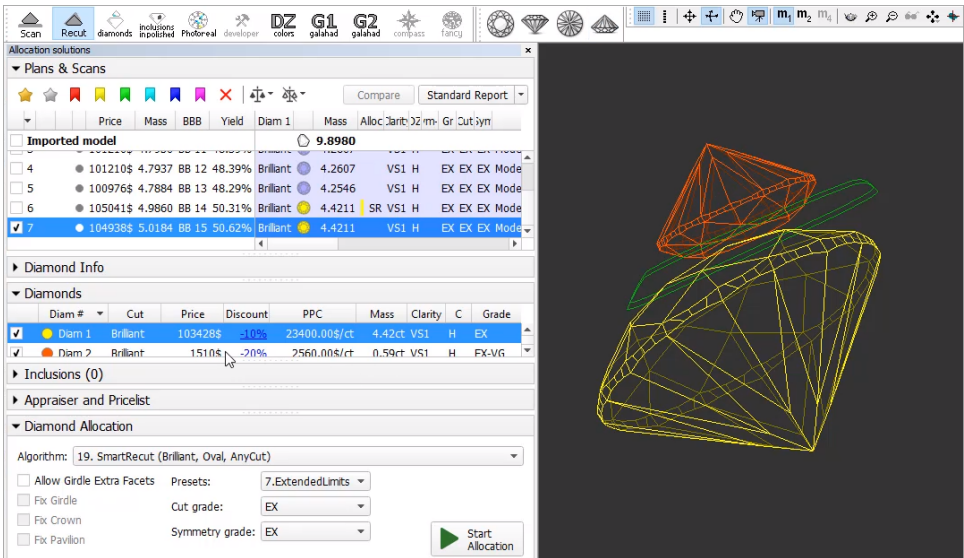 DZ G1 G2 m1 m2 m4
Scan Recut diamonds inclusions inpolished Photoreal developer colors galahad galahad compass fancy
Allocation solutions ×
Plans & Scans
Compare Standard Report
Price Mass BBB Yield Diam 1 Mass Alloc Clarity DZ Gr Cut Sym
Imported model 9.8980
4 101210$ 4.7937 BB 12 48.39% Brilliant 4.2607 VS1 H EX EX EX Mode
5 100976$ 4.7884 BB 13 48.29% Brilliant 4.2546 VS1 H EX EX EX Mode
6 105041$ 4.9860 BB 14 50.31% Brilliant 4.4211 SR VS1 H EX EX EX Mode
7 104938$ 5.0184 BB 15 50.62% Brilliant 4.4211 VS1 H EX EX EX Mode
Diamond Info
Diamonds
Diam # Cut Price Discount PPC Mass Clarity C Grade
Diam 1 Brilliant 103428$ -10% 23400.00$/ct 4.42ct VS1 H EX
Diam 2 Brilliant 1510$ -20% 2560.00$/ct 0.59ct VS1 H EX-VG
Inclusions (0)
Appraiser and Pricelist
Diamond Allocation
Algorithm: 19. SmartRecut (Brilliant, Oval, AnyCut)
Allow Girdle Extra Facets Presets: 7.ExtendedLimits
Fix Girdle
Cut grade: EX
Fix Crown
Symmetry grade: EX
Fix Pavilion
Start Allocation